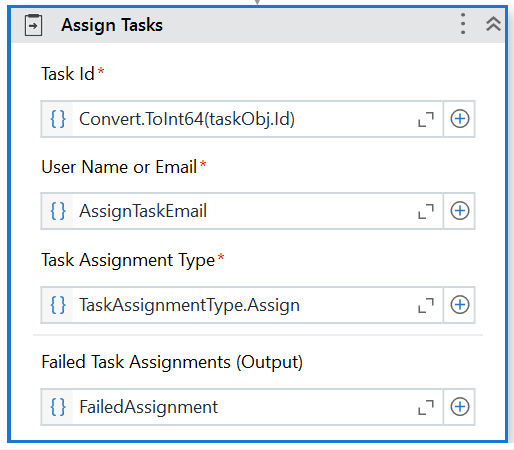 Assign Tasks
Task Id*
{} Convert.ToInt64(taskObj.Id)
User Name or Email*
{} AssignTaskEmail
Task Assignment Type*
{} TaskAssignmentType.Assign
Failed Task Assignments (Output)
{} FailedAssignment